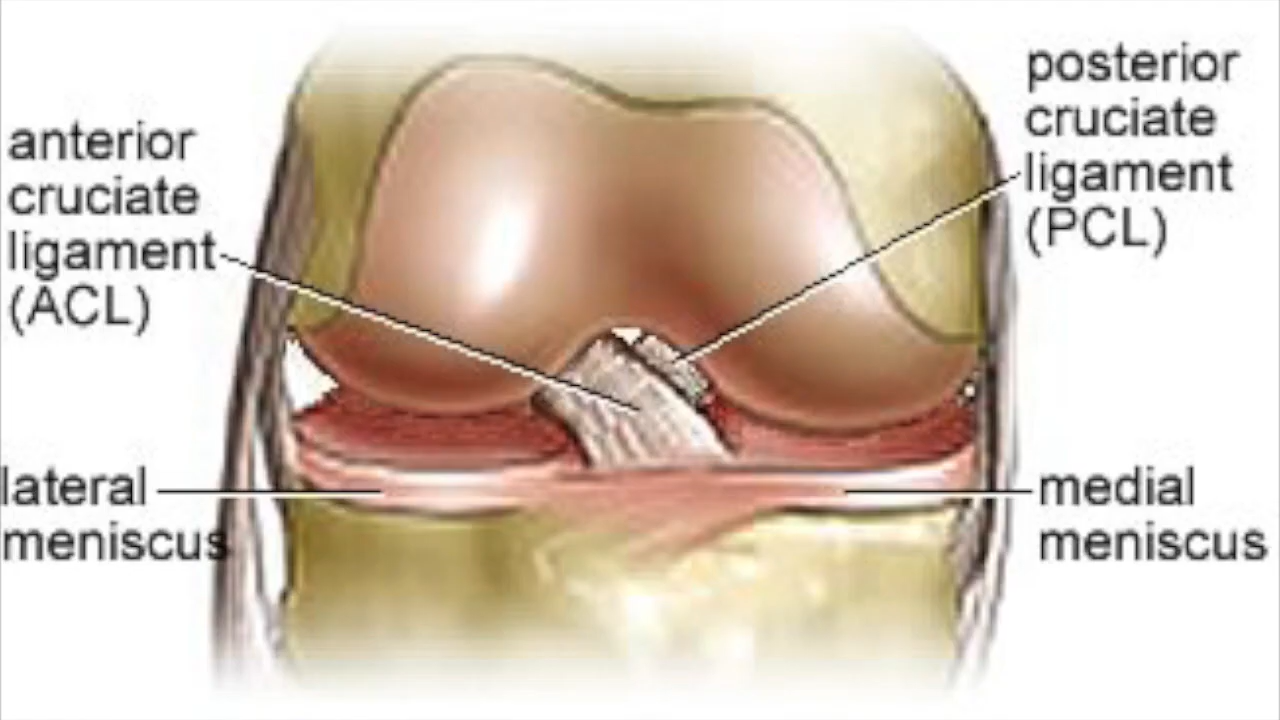 anterior
cruciate
ligament
(ACL)
posterior
cruciate
ligament
(PCL)
lateral
meniscus
medial
meniscus